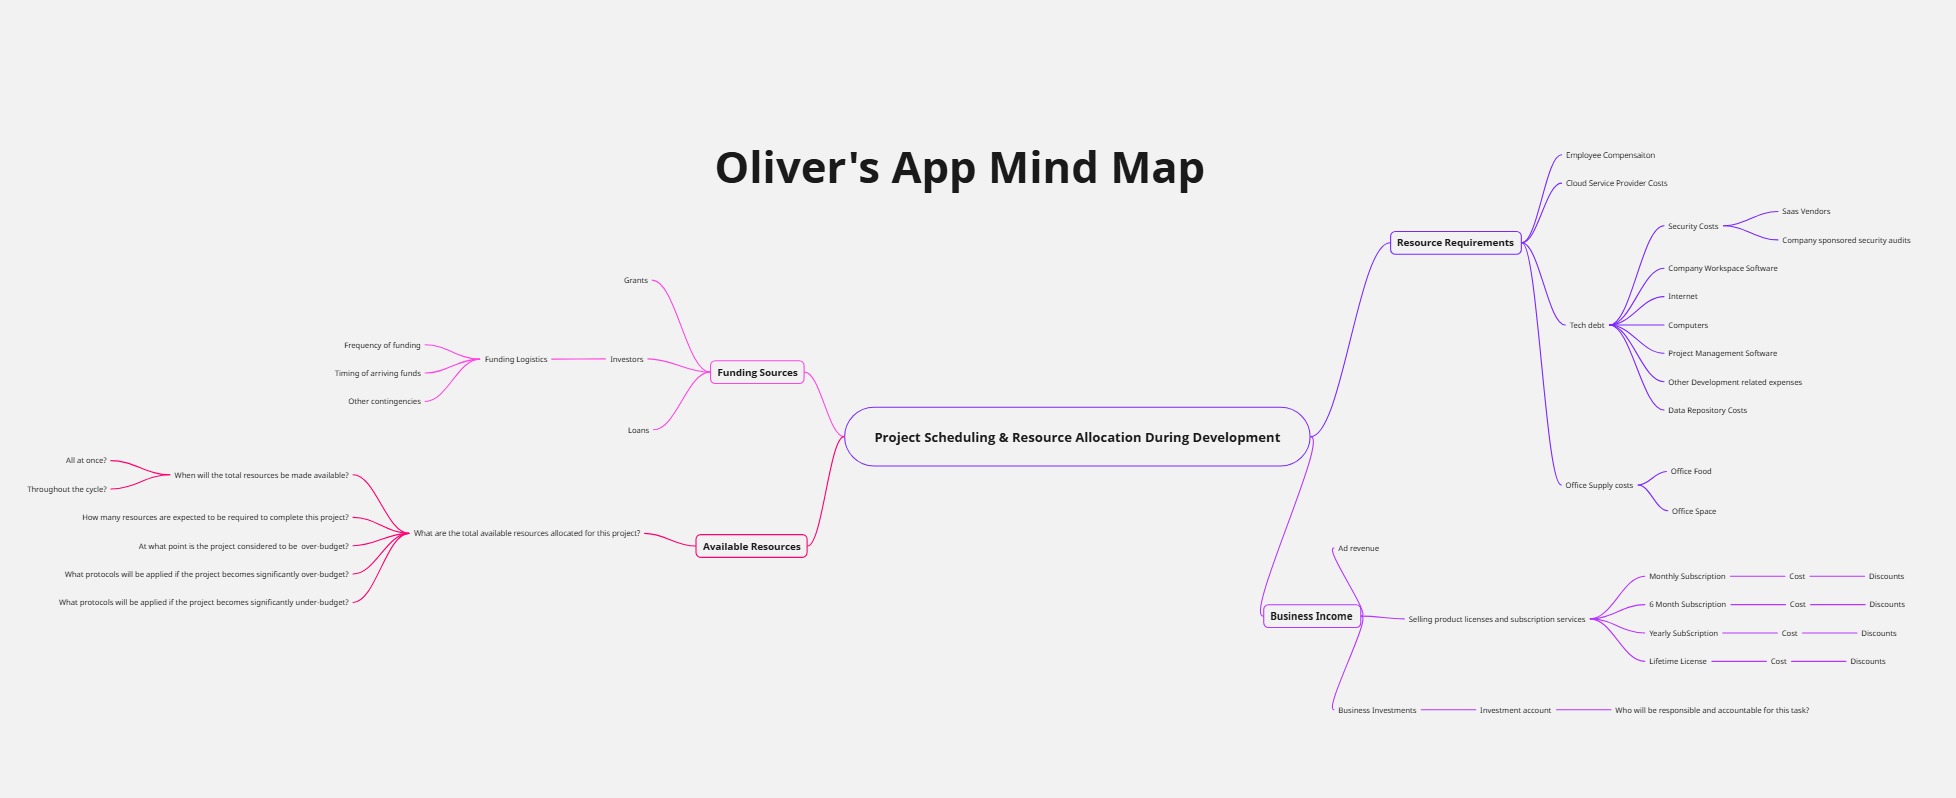 Oliver's App Mind Map
Project Scheduling & Resource Allocation During Development
Funding Sources
Grants
Investors
Funding Logistics
Frequency of funding
Timing of arriving funds
Other contingencies
Loans
Available Resources
What are the total available resources allocated for this project?
When will the total resources be made available?
All at once?
Throughout the cycle?
How many resources are expected to be required to complete this project?
At what point is the project considered to be  over-budget?
What protocols will be applied if the project becomes significantly over-budget?
What protocols will be applied if the project becomes significantly under-budget?
Resource Requirements
Employee Compensaiton
Cloud Service Provider Costs
Tech debt
Security Costs
Saas Vendors
Company sponsored security audits
Company Workspace Software
Internet
Computers
Project Management Software
Other Development related expenses
Data Repository Costs
Office Supply costs
Office Food
Office Space
Business Income
Ad revenue
Selling product licenses and subscription services
Monthly Subscription
Cost
Discounts
6 Month Subscription
Cost
Discounts
Yearly SubScription
Cost
Discounts
Lifetime License
Cost
Discounts
Business Investments
Investment account
Who will be responsible and accountable for this task?